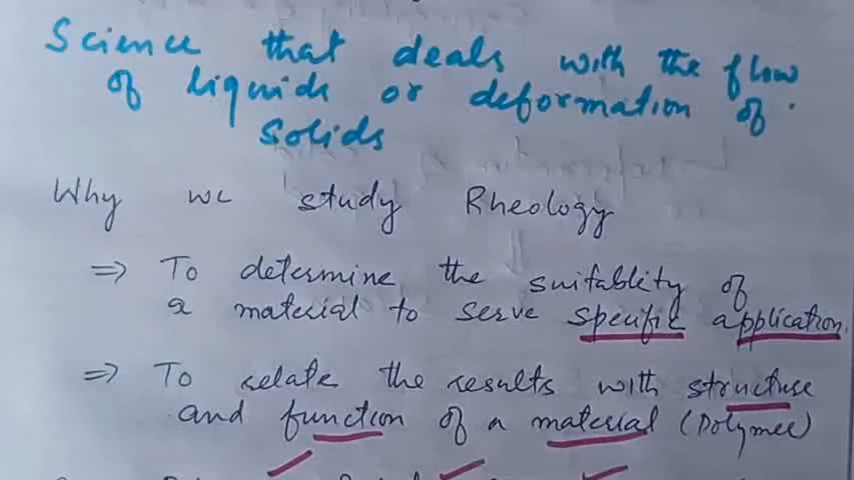 Science that deals with the flow
of liquids or deformation of
solids
Why we study Rheology
⇒ To determine the suitablity of
a material to serve specific application.
⇒ To relate the results with structure
and function of a material (Polymer)